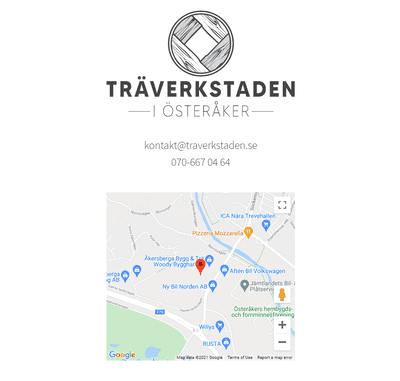 TRÄVERKSTADEN
I ÖSTERÅKER
kontakt@traverkstaden.se
070-667 04 64
ICA Nära Trevehallen
Pizzeria Mozzarella
Åkersberga Bygg & Trä
Woody Bygghandel
Aften Bil Volkswagen
Ny Bil Norden AB
Jämtlandets Bil-
Plåtservice
Österåkers hembygds-
och fornminnesförening
276
Willys
RUSTA
Google
Map data ©2021 Google
Terms of Use
Report a map error